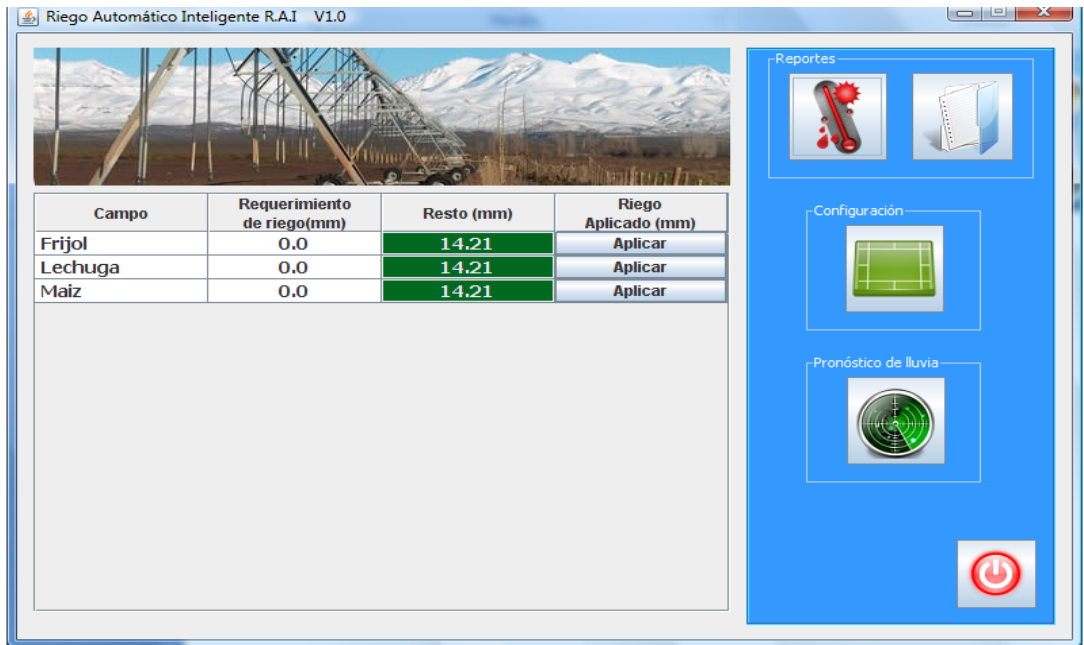 Riego Automático Inteligente R.A.I V1.0
Reportes
Campo Requerimiento de riego(mm) Resto (mm) Riego Aplicado (mm)
Frijol 0.0 14.21 Aplicar
Lechuga 0.0 14.21 Aplicar
Maiz 0.0 14.21 Aplicar
Configuración
Pronóstico de lluvia